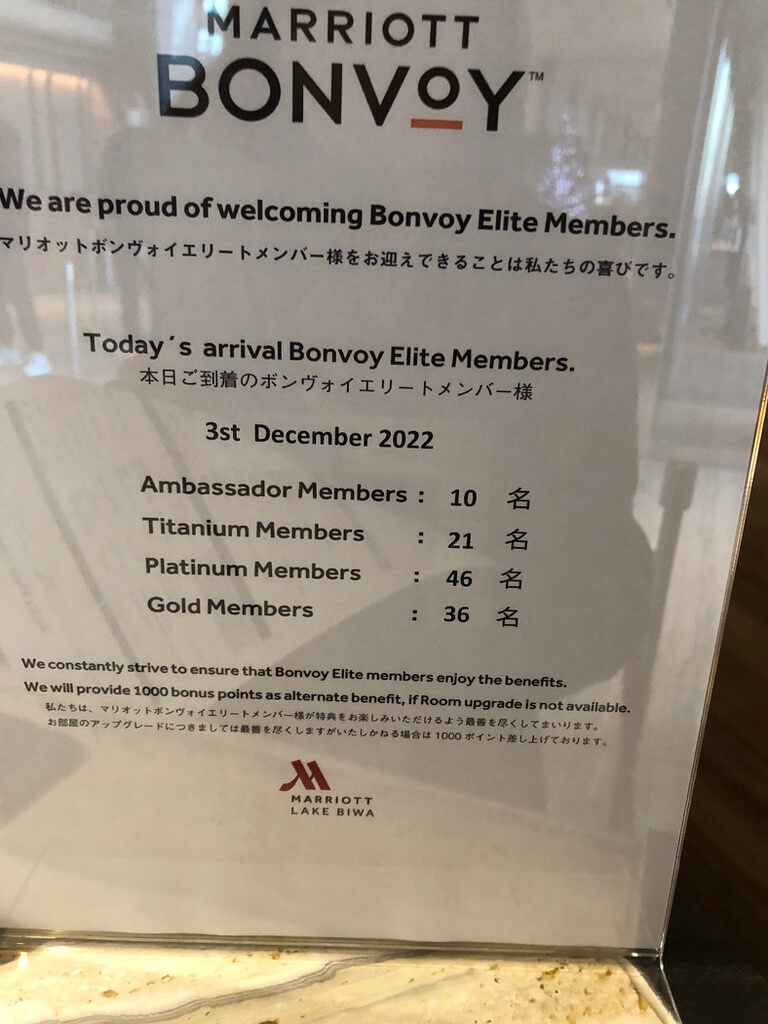 MARRIOTT
BONVOY™
We are proud of welcoming Bonvoy Elite Members.
マリオットボンヴォイエリートメンバー様をお迎えできることは私たちの喜びです。
Today´s arrival Bonvoy Elite Members.
本日ご到着のボンヴォイエリートメンバー様
3st December 2022
Ambassador Members : 10 名
Titanium Members : 21 名
Platinum Members : 46 名
Gold Members : 36 名
We constantly strive to ensure that Bonvoy Elite members enjoy the benefits.
We will provide 1000 bonus points as alternate benefit, if Room upgrade is not available.
私たちは、マリオットボンヴォイエリートメンバー様が特典をお楽しみいただけるよう最善を尽くしてまいります。
お部屋のアップグレードにつきましては最善を尽くしますがいたしかねる場合は 1000 ポイント差し上げております。
MARRIOTT
LAKE BIWA